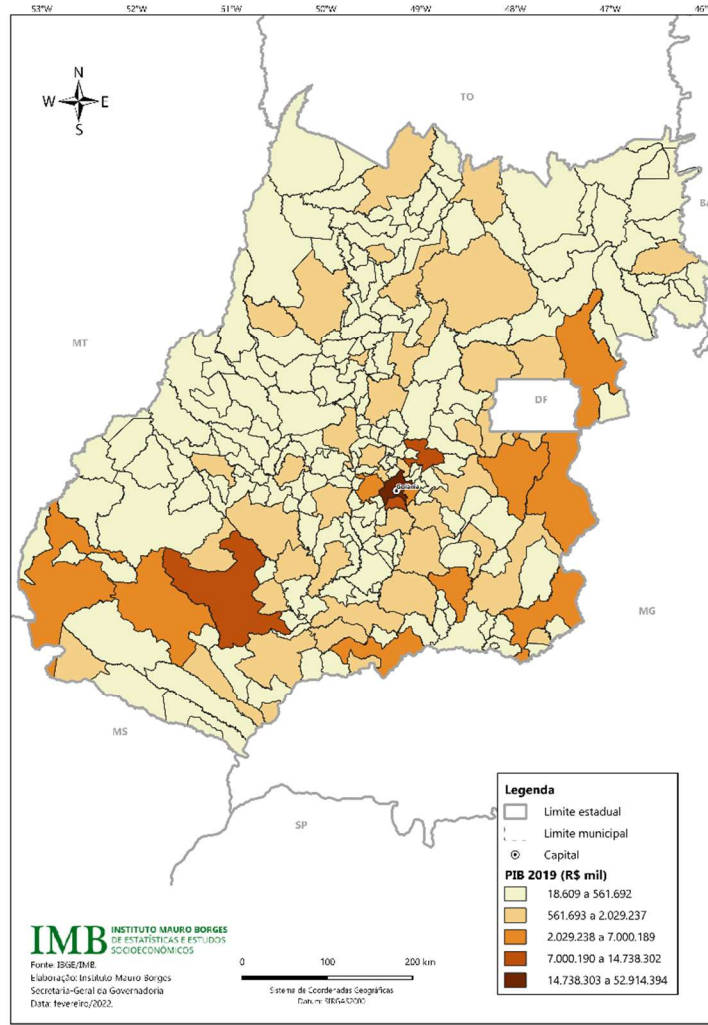 53°W 52°W 51°W 50°W 49°W 48°W 47°W 46°W
N
W E
S
TO
BA
MT
DF
Goiânia
MG
MS
SP
Legenda
Limite estadual
Limite municipal
Capital
PIB 2019 (R$ mil)
18.609 a 561.692
561.693 a 2.029.237
2.029.238 a 7.000.189
7.000.190 a 14.738.302
14.738.303 a 52.914.394
IMB INSTITUTO MAURO BORGES
DE ESTATÍSTICAS E ESTUDOS
SOCIOECONÔMICOS
Fonte: IBGE/IMB.
Elaboração: Instituto Mauro Borges
Secretaria-Geral da Governadoria
Data: fevereiro/2022.
0 100 200 km
Sistema de Coordenadas Geográficas
Datum: SIRGAS2000